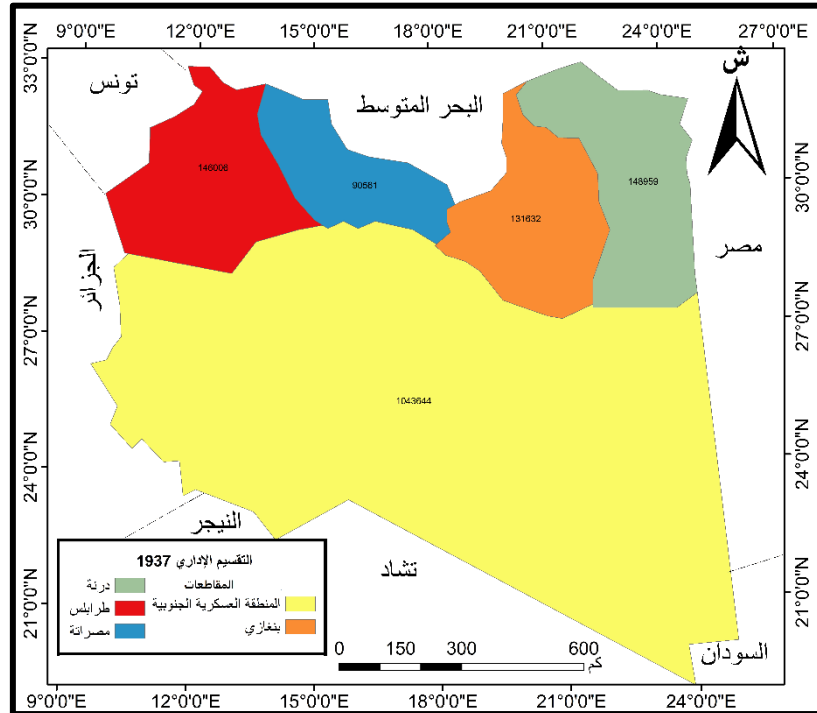 9°0'0"E 12°0'0"E 15°0'0"E 18°0'0"E 21°0'0"E 24°0'0"E 27°0'0"E
33°0'0"N
30°0'0"N
27°0'0"N
24°0'0"N
21°0'0"N
ش
تونس
البحر المتوسط
مصر
الجزائر
146006
90581
131632
148959
1043644
النيجر
تشاد
السودان
التقسيم الإداري 1937
المقاطعات
درنة
المنطقة العسكرية الجنوبية
طرابلس
بنغازي
مصراتة
0 150 300 600
كم
30°0'0"N
27°0'0"N
24°0'0"N
21°0'0"N
9°0'0"E 12°0'0"E 15°0'0"E 18°0'0"E 21°0'0"E 24°0'0"E